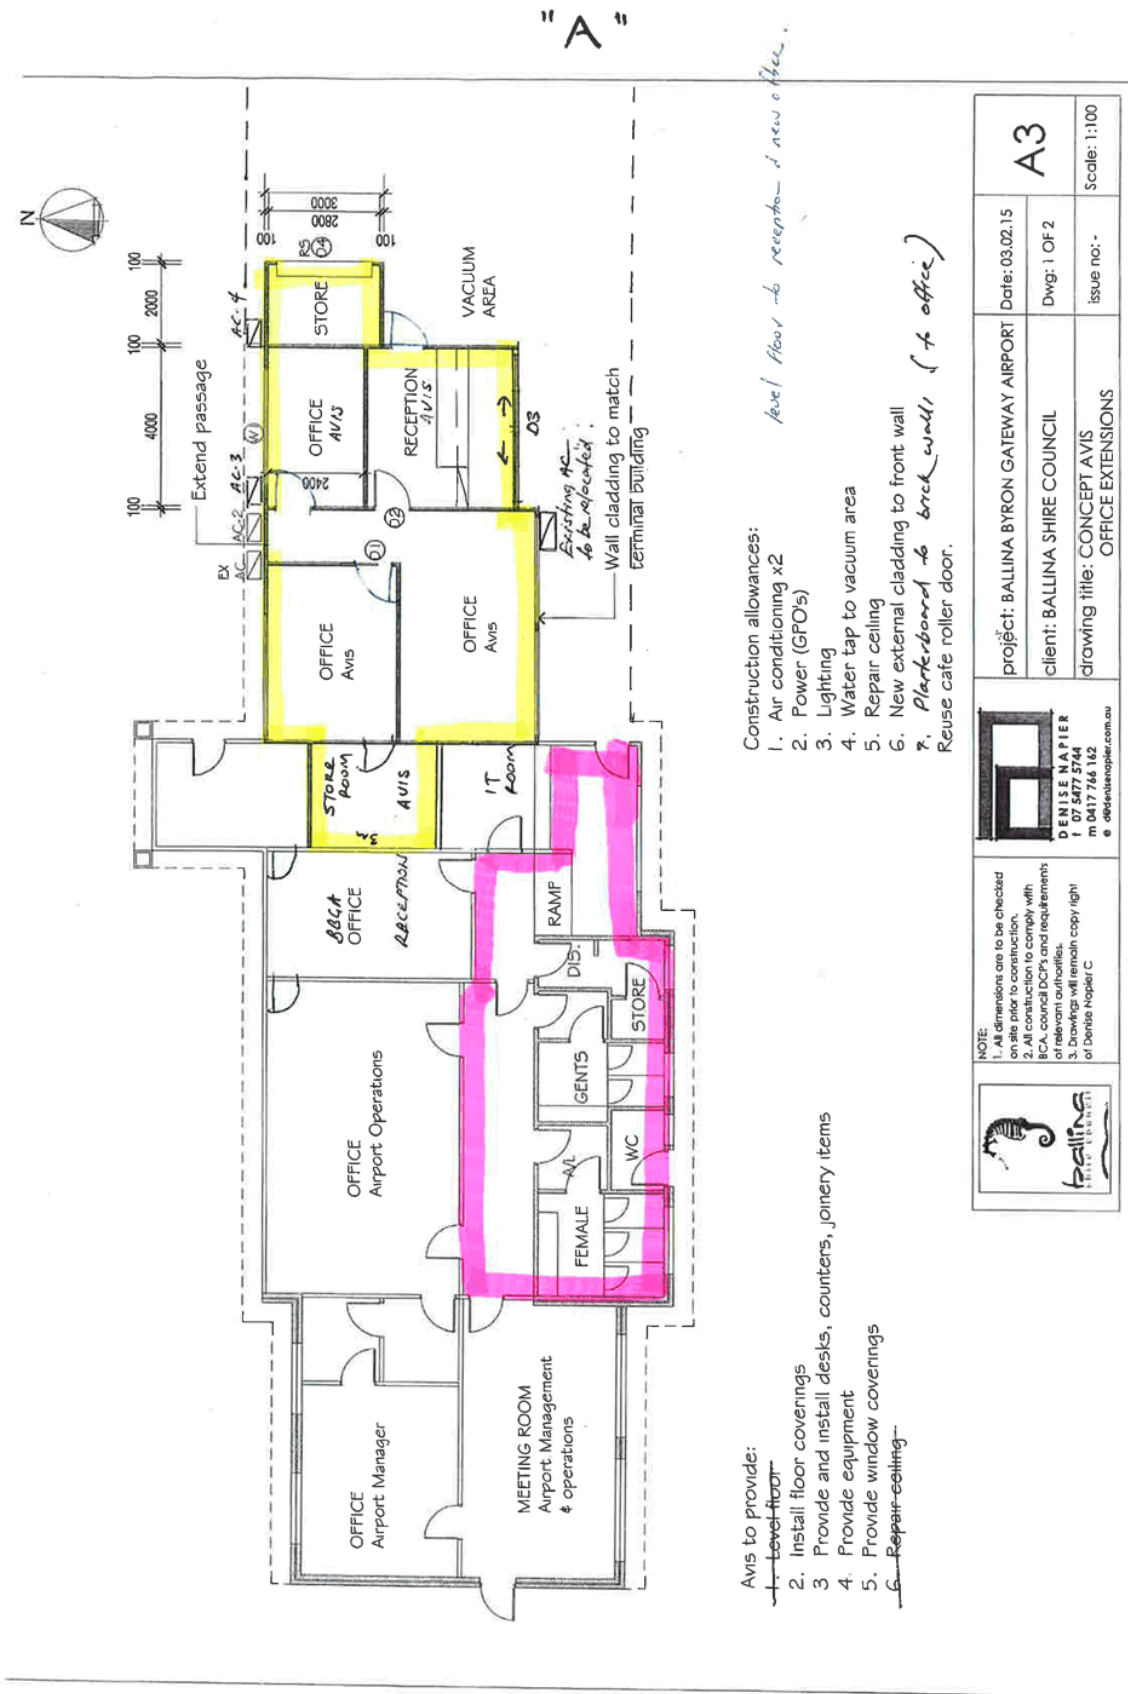 "A"
N
Extend passage
100
2000
100
4000
100
100
2800
3000
100
RS
D4
AC-4
STORE
VACUUM
AREA
W1
AC-3
AC-2
EX
AC
OFFICE
AVIS
RECEPTION
AVIS
2400
D3
D2
D1
Existing AC
to be relocated.
Wall cladding to match
terminal building
OFFICE
Avis
OFFICE
Avis
STORE
ROOM
AVIS
IT
ROOM
BBGA
OFFICE
RECEPTION
RAMP
DIS.
STORE
GENTS
WC
A/L
FEMALE
OFFICE
Airport Operations
OFFICE
Airport Manager
MEETING ROOM
Airport Management
& operations
level floor to reception & new office.
Construction allowances:
1. Air conditioning x2
2. Power (GPO's)
3. Lighting
4. Water tap to vacuum area
5. Repair ceiling
6. New external cladding to front wall
7. Plasterboard to brick walls (to office)
Reuse cafe roller door.
Avis to provide:
1. Level floor
2. Install floor coverings
3 Provide and install desks, counters, joinery items
4. Provide equipment
5. Provide window coverings
6. Repair ceiling
ballina
shire council
NOTE:
1. All dimensions are to be checked
on site prior to construction.
2. All construction to comply with
BCA, council DCP's and requirements
of relevant authorities.
3. Drawings will remain copy right
of Denise Napier C
DENISE NAPIER
t 07 5477 5744
m 0417 766 162
e d@denisenapier.com.au
project: BALLINA BYRON GATEWAY AIRPORT
client: BALLINA SHIRE COUNCIL
drawing title: CONCEPT AVIS
OFFICE EXTENSIONS
Date: 03.02.15
Dwg: 1 OF 2
issue no: -
A3
Scale: 1:100